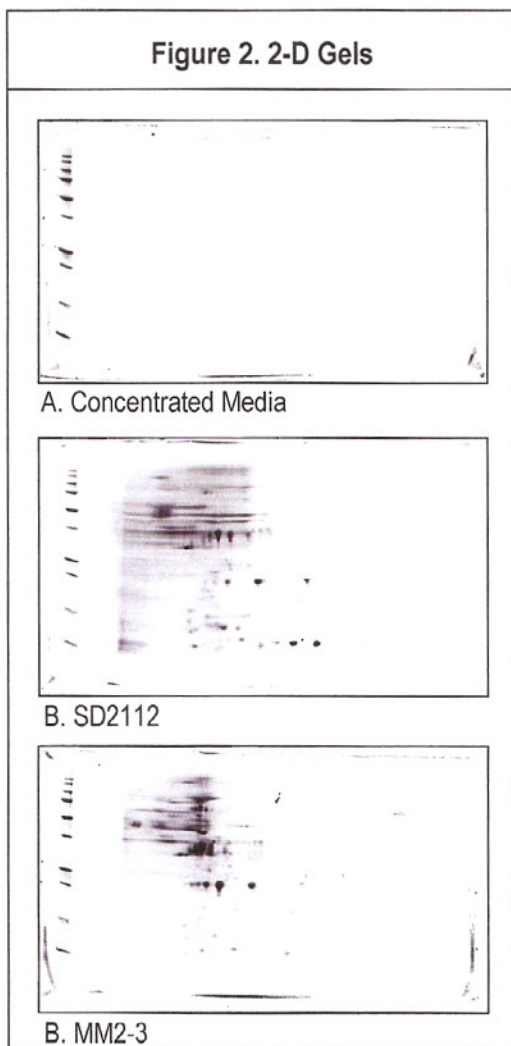 Figure 2. 2-D Gels
A. Concentrated Media
B. SD2112
B. MM2-3